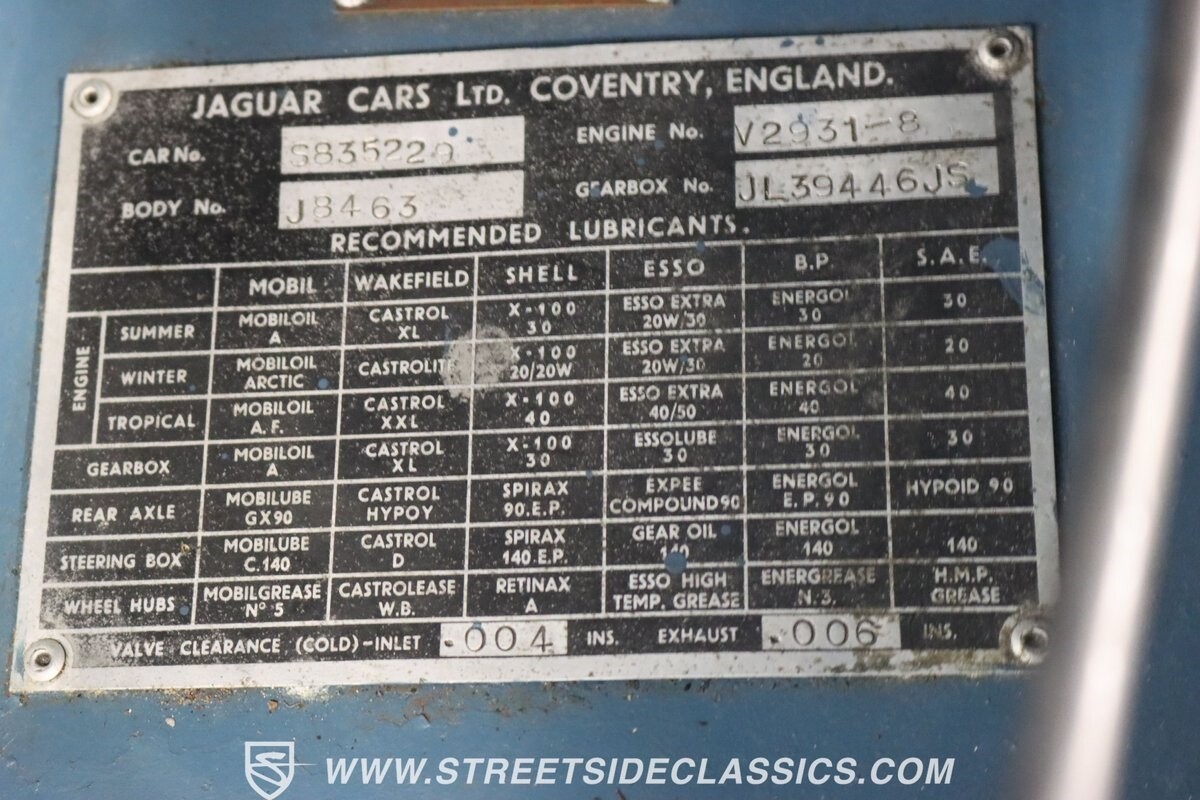 JAGUAR CARS LTD. COVENTRY, ENGLAND.
CAR No. S835220 ENGINE No. V2931-8
BODY No. J8463 GEARBOX No. JL39446JS
RECOMMENDED LUBRICANTS.
MOBIL WAKEFIELD SHELL ESSO B.P. S.A.E.
ENGINE
SUMMER MOBILOIL A CASTROL XL X-100 30 ESSO EXTRA 20W/30 ENERGOL 30 30
WINTER MOBILOIL ARCTIC CASTROLITE X-100 20/20W ESSO EXTRA 20W/30 ENERGOL 20 20
TROPICAL MOBILOIL A.F. CASTROL XXL X-100 40 ESSO EXTRA 40/50 ENERGOL 40 40
GEARBOX MOBILOIL A CASTROL XL X-100 30 ESSOLUBE 30 ENERGOL 30 30
REAR AXLE MOBILUBE GX90 CASTROL HYPOY SPIRAX 90.E.P. EXPEE COMPOUND90 ENERGOL E.P.90 HYPOID 90
STEERING BOX MOBILUBE C.140 CASTROL D SPIRAX 140.E.P. GEAR OIL 140 ENERGOL 140 140
WHEEL HUBS MOBILGREASE Nº 5 CASTROLEASE W.B. RETINAX A ESSO HIGH TEMP. GREASE ENERGREASE N.3. H.M.P. GREASE
VALVE CLEARANCE (COLD)-INLET .004 INS. EXHAUST .006 INS.
S WWW.STREETSIDECLASSICS.COM